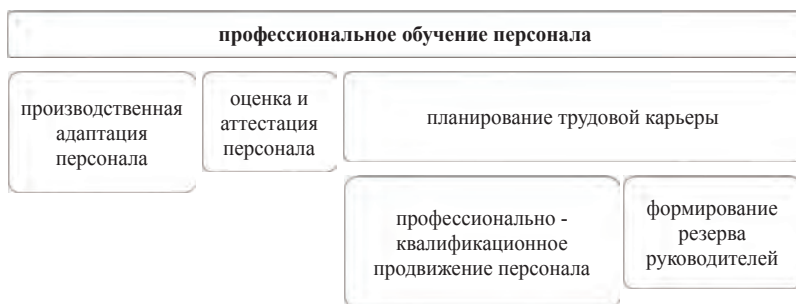 профессиональное обучение персонала
производственная
адаптация
персонала
оценка и
аттестация
персонала
планирование трудовой карьеры
профессионально -
квалификационное
продвижение персонала
формирование
резерва
руководителей